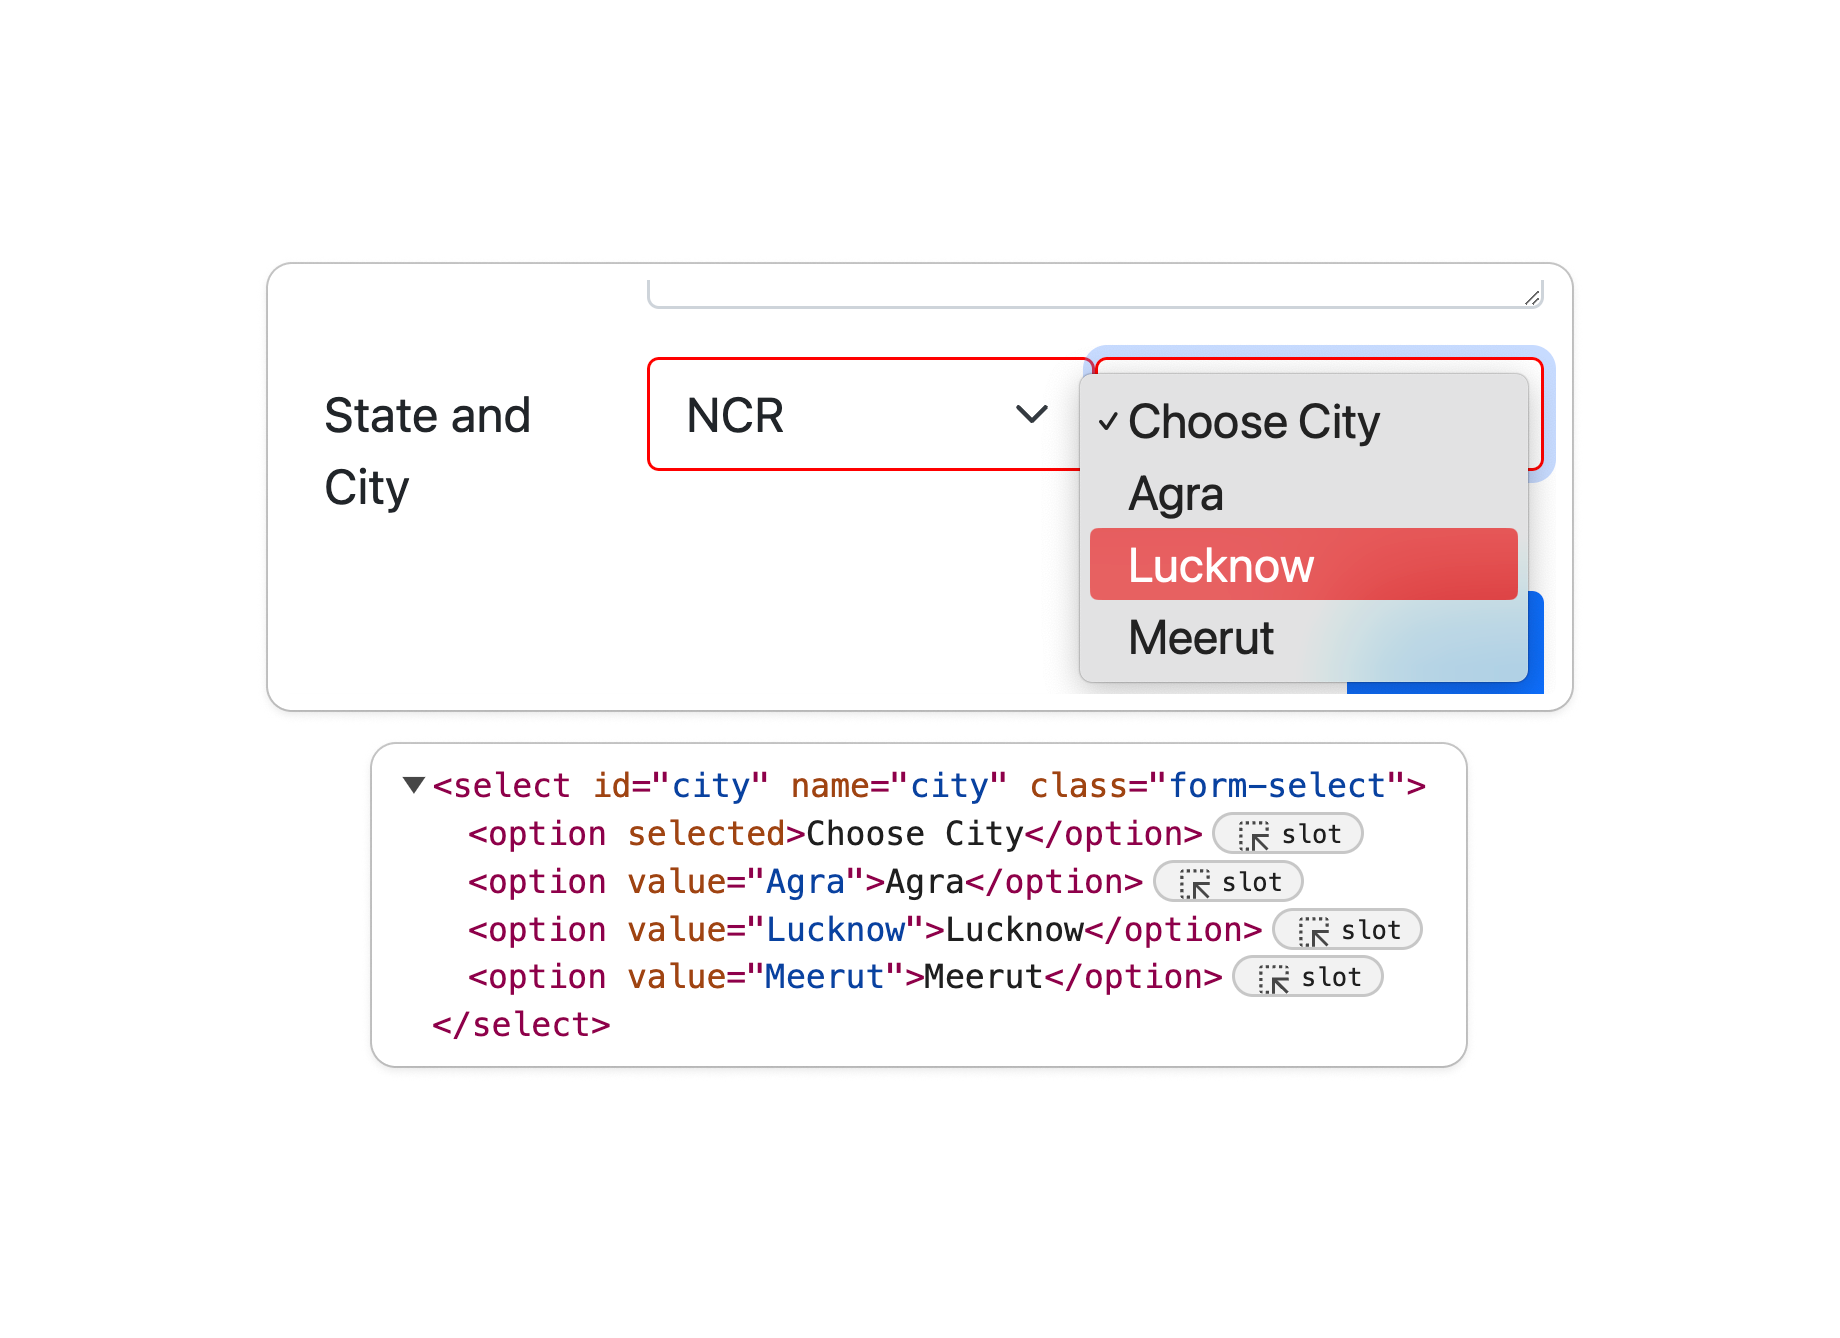 State and
City
NCR
✓ Choose City
Agra
Lucknow
Meerut
▼<select id="city" name="city" class="form-select">
<option selected>Choose City</option> slot
<option value="Agra">Agra</option> slot
<option value="Lucknow">Lucknow</option> slot
<option value="Meerut">Meerut</option> slot
</select>